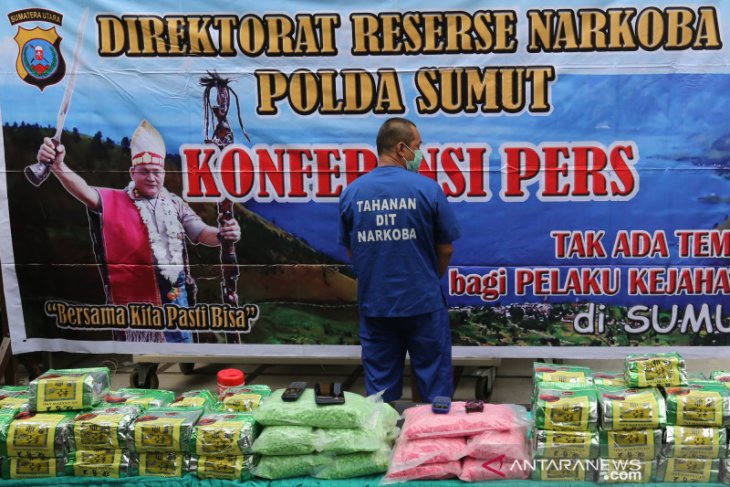 SUMATERA UTARA
DIREKTORAT RESERSE NARKOBA
POLDA SUMUT
KONFERENSI PERS
TAHANAN
DIT
NARKOBA
TAK ADA TEM
bagi PELAKU KEJAHA
di SUMU
"Bersama Kita Pasti Bisa"
ANTARANEWS.com